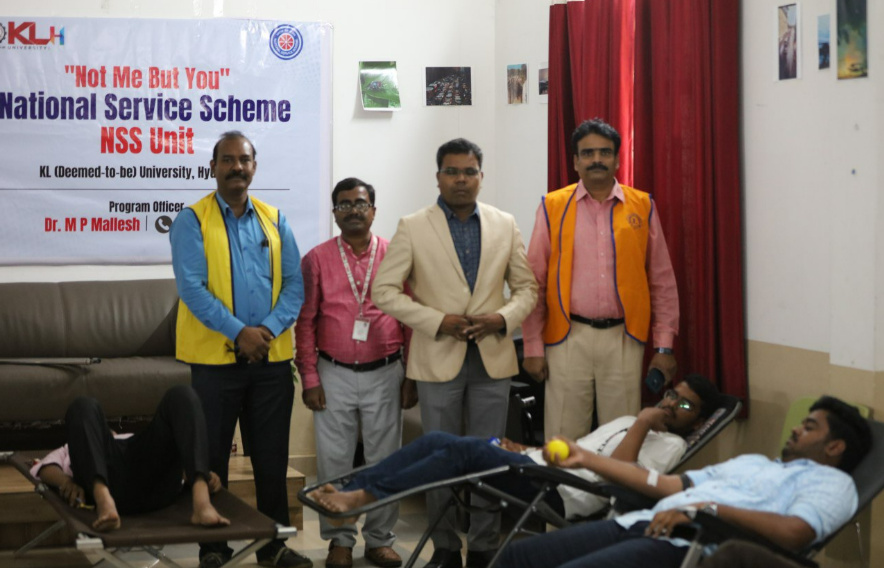 KLH
"Not Me But You"
National Service Scheme
NSS Unit
KL (Deemed-to-be) University, Hy
Program Officer
Dr. M P Mallesh